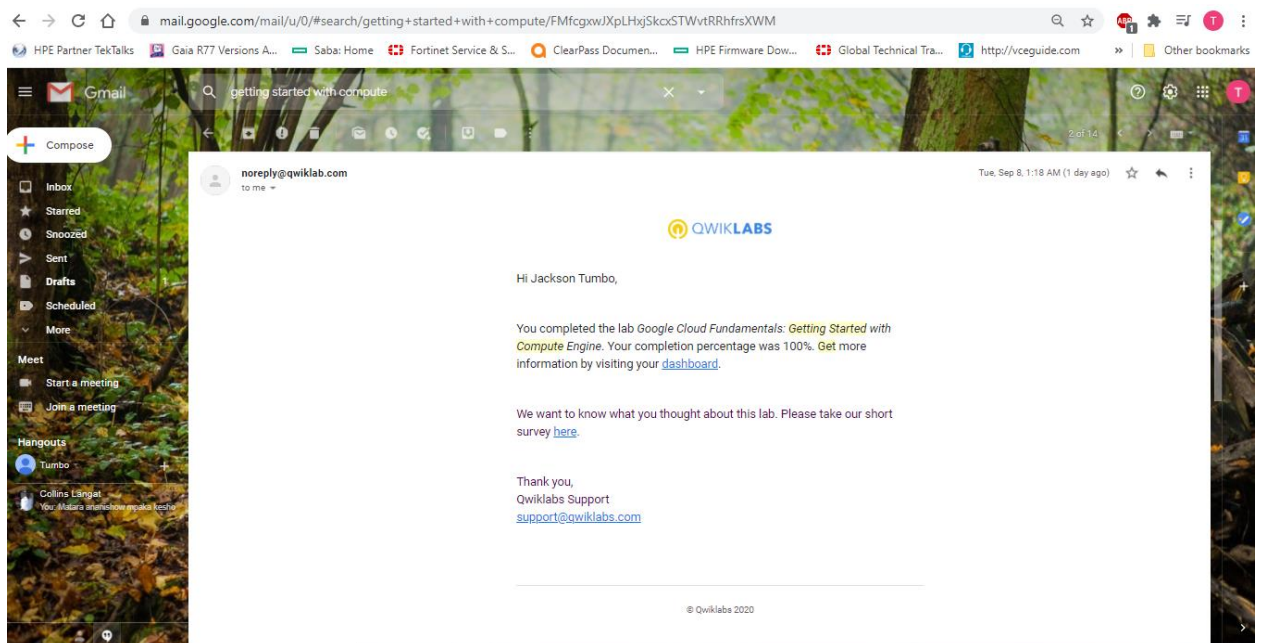 mail.google.com/mail/u/0/#search/getting+started+with+compute/FMfcgxwJXpLHxjSkcxSTWvtRRhfrsXWM
ABP 1 T
HPE Partner TekTalks Gaia R77 Versions A... Saba: Home Fortinet Service & S... ClearPass Documen... HPE Firmware Dow... Global Technical Tra... http://vceguide.com » Other bookmarks
Gmail getting started with compute T
Compose 2 of 14 31
Inbox
Starred
Snoozed
Sent
Drafts 1
Scheduled
More
Meet
Start a meeting
Join a meeting
Hangouts
Tumbo
Collins Langat
You: Matara ananishow mpaka kesho
noreply@qwiklab.com Tue, Sep 8, 1:18 AM (1 day ago)
to me
QWIKLABS
Hi Jackson Tumbo,
You completed the lab Google Cloud Fundamentals: Getting Started with
Compute Engine. Your completion percentage was 100%. Get more
information by visiting your dashboard.
We want to know what you thought about this lab. Please take our short
survey here.
Thank you,
Qwiklabs Support
support@qwiklabs.com
© Qwiklabs 2020